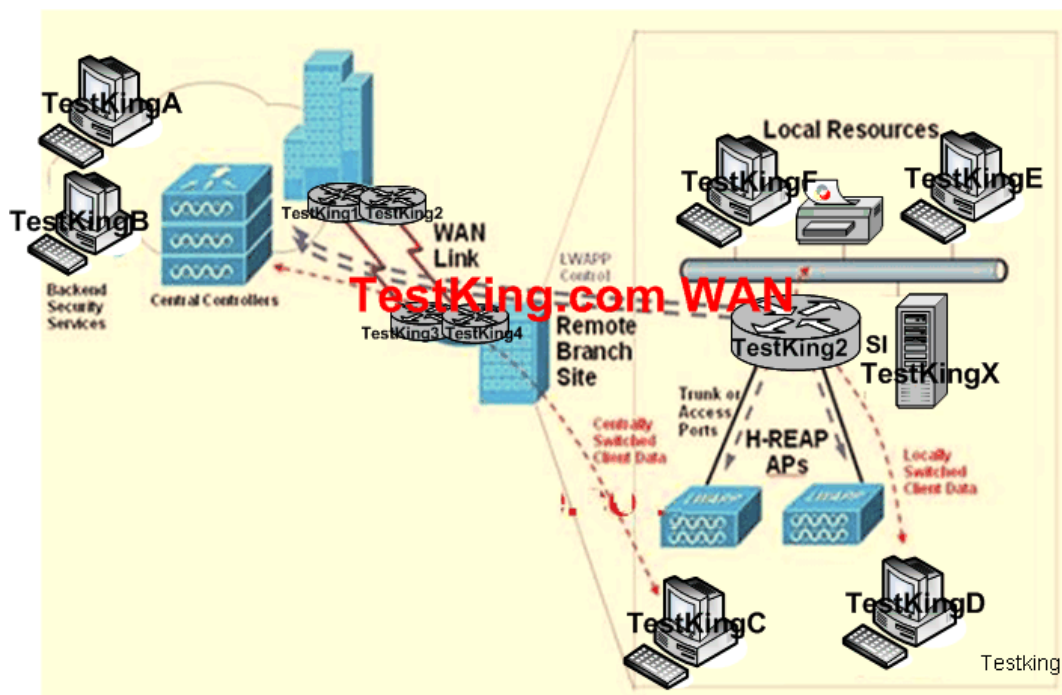 TestKingA
TestKingB
Backend
Security
Services
Central Controllers
TestKing1
TestKing2
WAN
Link
LWAPP
Control
TestKing.com WAN
TestKing3
TestKing4
Remote
Branch
Site
Local Resources
TestKingF
TestKingE
TestKing2
SI
TestKingX
Trunk or
Access
Ports
H-REAP
APs
Centrally
Switched
Client Data
Locally
Switched
Client Data
LWAPP
LWAPP
TestKingC
TestKingD
Testking